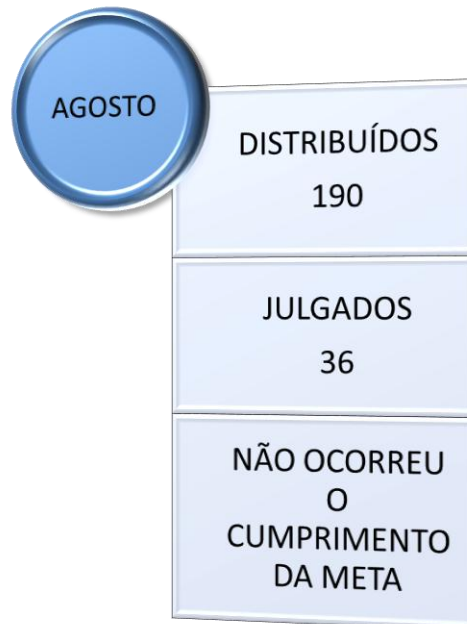 AGOSTO
DISTRIBUÍDOS
190
JULGADOS
36
NÃO OCORREU
O
CUMPRIMENTO
DA META